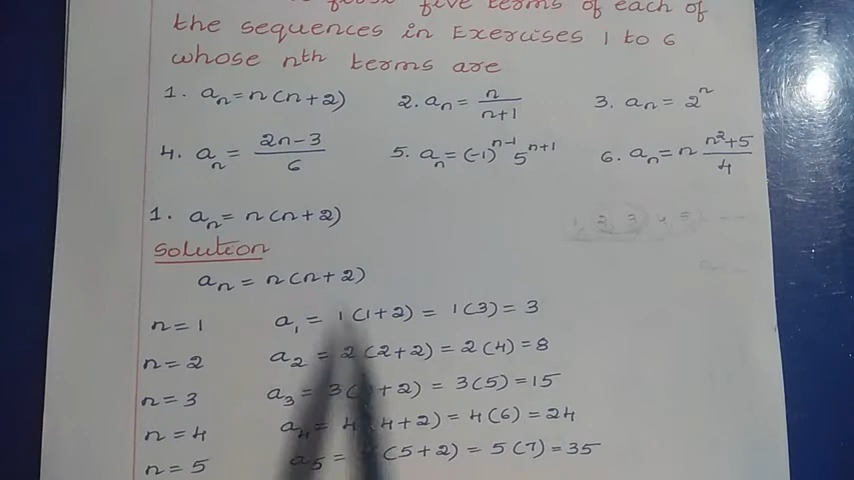 five terms of each of
the sequences in Exercises 1 to 6
whose nth terms are
1. aₙ = n(n+2) 2. aₙ = n/(n+1) 3. aₙ = 2ⁿ
4. aₙ = (2n-3)/6 5. aₙ = (-1)ⁿ⁻¹ 5ⁿ⁺¹ 6. aₙ = n (n²+5)/4
1. aₙ = n(n+2)
Solution
aₙ = n(n+2)
n=1 a₁ = 1(1+2) = 1(3) = 3
n=2 a₂ = 2(2+2) = 2(4) = 8
n=3 a₃ = 3( +2) = 3(5) = 15
n=4 a₄ = 4( 4+2) = 4(6) = 24
n=5 a₅ = (5+2) = 5(7) = 35